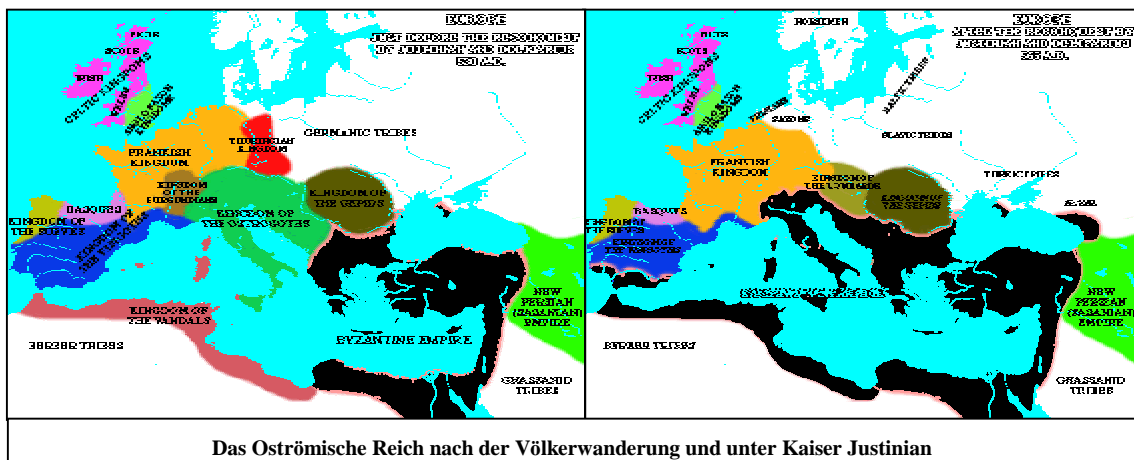 EUROPE
JUST BEFORE THE RECONQUEST
OF JUSTINIAN AND BELISARIUS
PICTS
SCOTS
IRISH
CELTIC KINGDOMS
WELSH
ANGLO-SAXON
KINGDOMS
FRANKISH
KINGDOM
THURINGIAN
KINGDOM
GERMANIC TRIBES
KINGDOM
OF THE
BURGUNDIANS
KINGDOM OF
THE OSTROGOTHS
KINGDOM OF
THE GEPIDS
BASQUES
KINGDOM OF
THE SUEVES
KINGDOM OF
THE VISIGOTHS
KINGDOM OF
THE VANDALS
BERBER TRIBES
BYZANTINE EMPIRE
NEW
PERSIAN
(SASANIAN)
EMPIRE
GHASSANID
TRIBES
EUROPE
AFTER THE RECONQUEST OF
JUSTINIAN AND BELISARIUS
565 A.D.
PICTS
SCOTS
IRISH
CELTIC KINGDOMS
ANGLO-SAXON
KINGDOMS
SAXONS
BALTIC TRIBES
SLAVIC TRIBES
TURKIC TRIBES
FRANKISH
KINGDOM
KINGDOM OF
THE LOMBARDS
KINGDOM OF
THE GEPIDS
BASQUES
KINGDOM OF
THE SUEVES
KINGDOM OF
THE VISIGOTHS
BERBER TRIBES
NEW
PERSIAN
(SASANIAN)
EMPIRE
GHASSANID
TRIBES
Das Oströmische Reich nach der Völkerwanderung und unter Kaiser Justinian